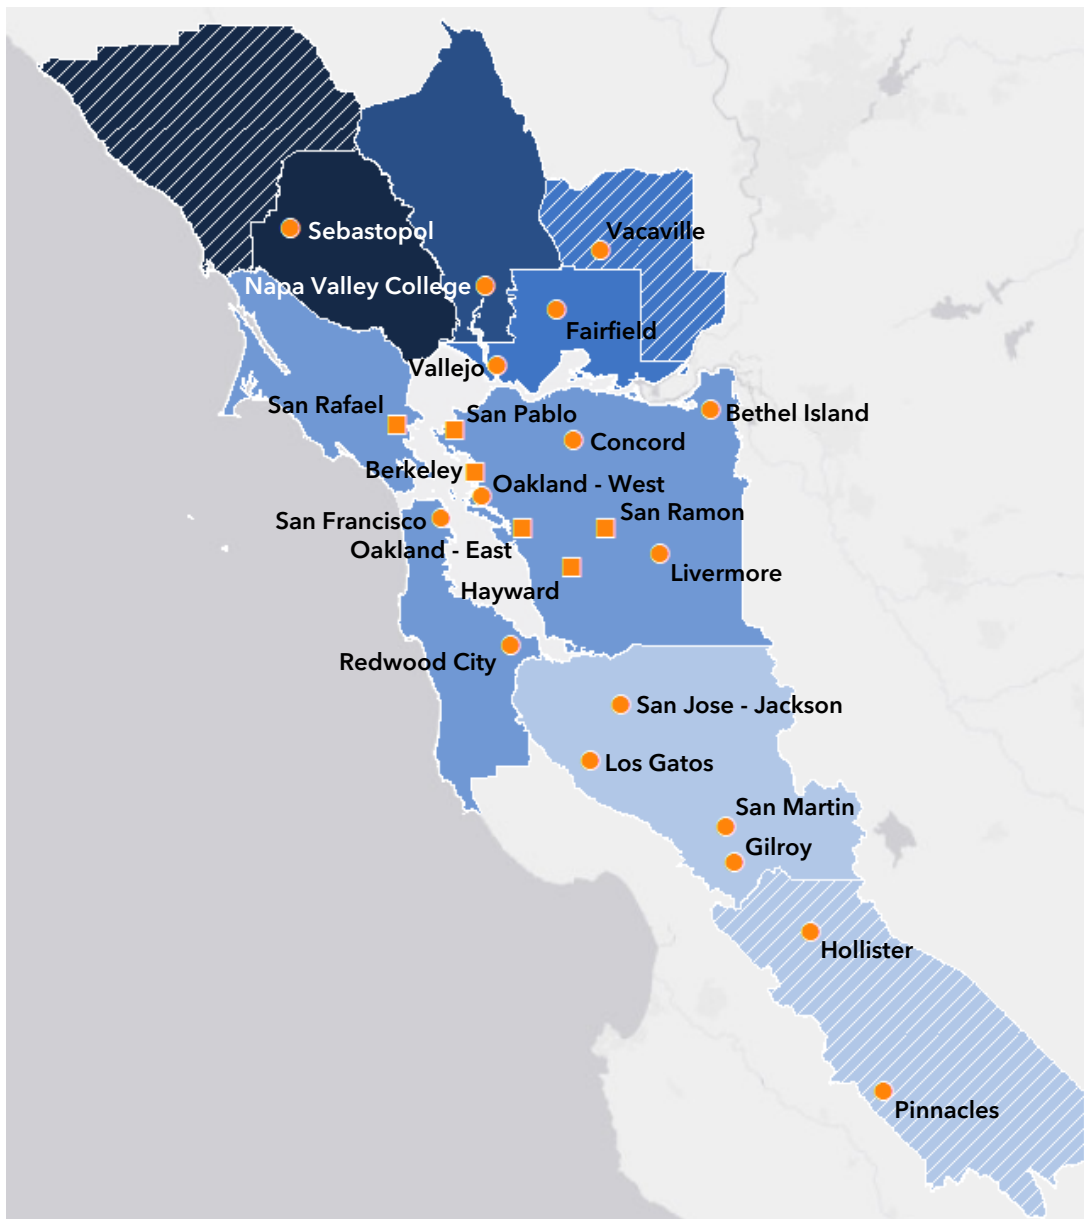 Sebastopol
Vacaville
Napa Valley College
Fairfield
Vallejo
San Rafael
San Pablo
Bethel Island
Concord
Berkeley
Oakland - West
San Ramon
San Francisco
Oakland - East
Livermore
Hayward
Redwood City
San Jose - Jackson
Los Gatos
San Martin
Gilroy
Hollister
Pinnacles